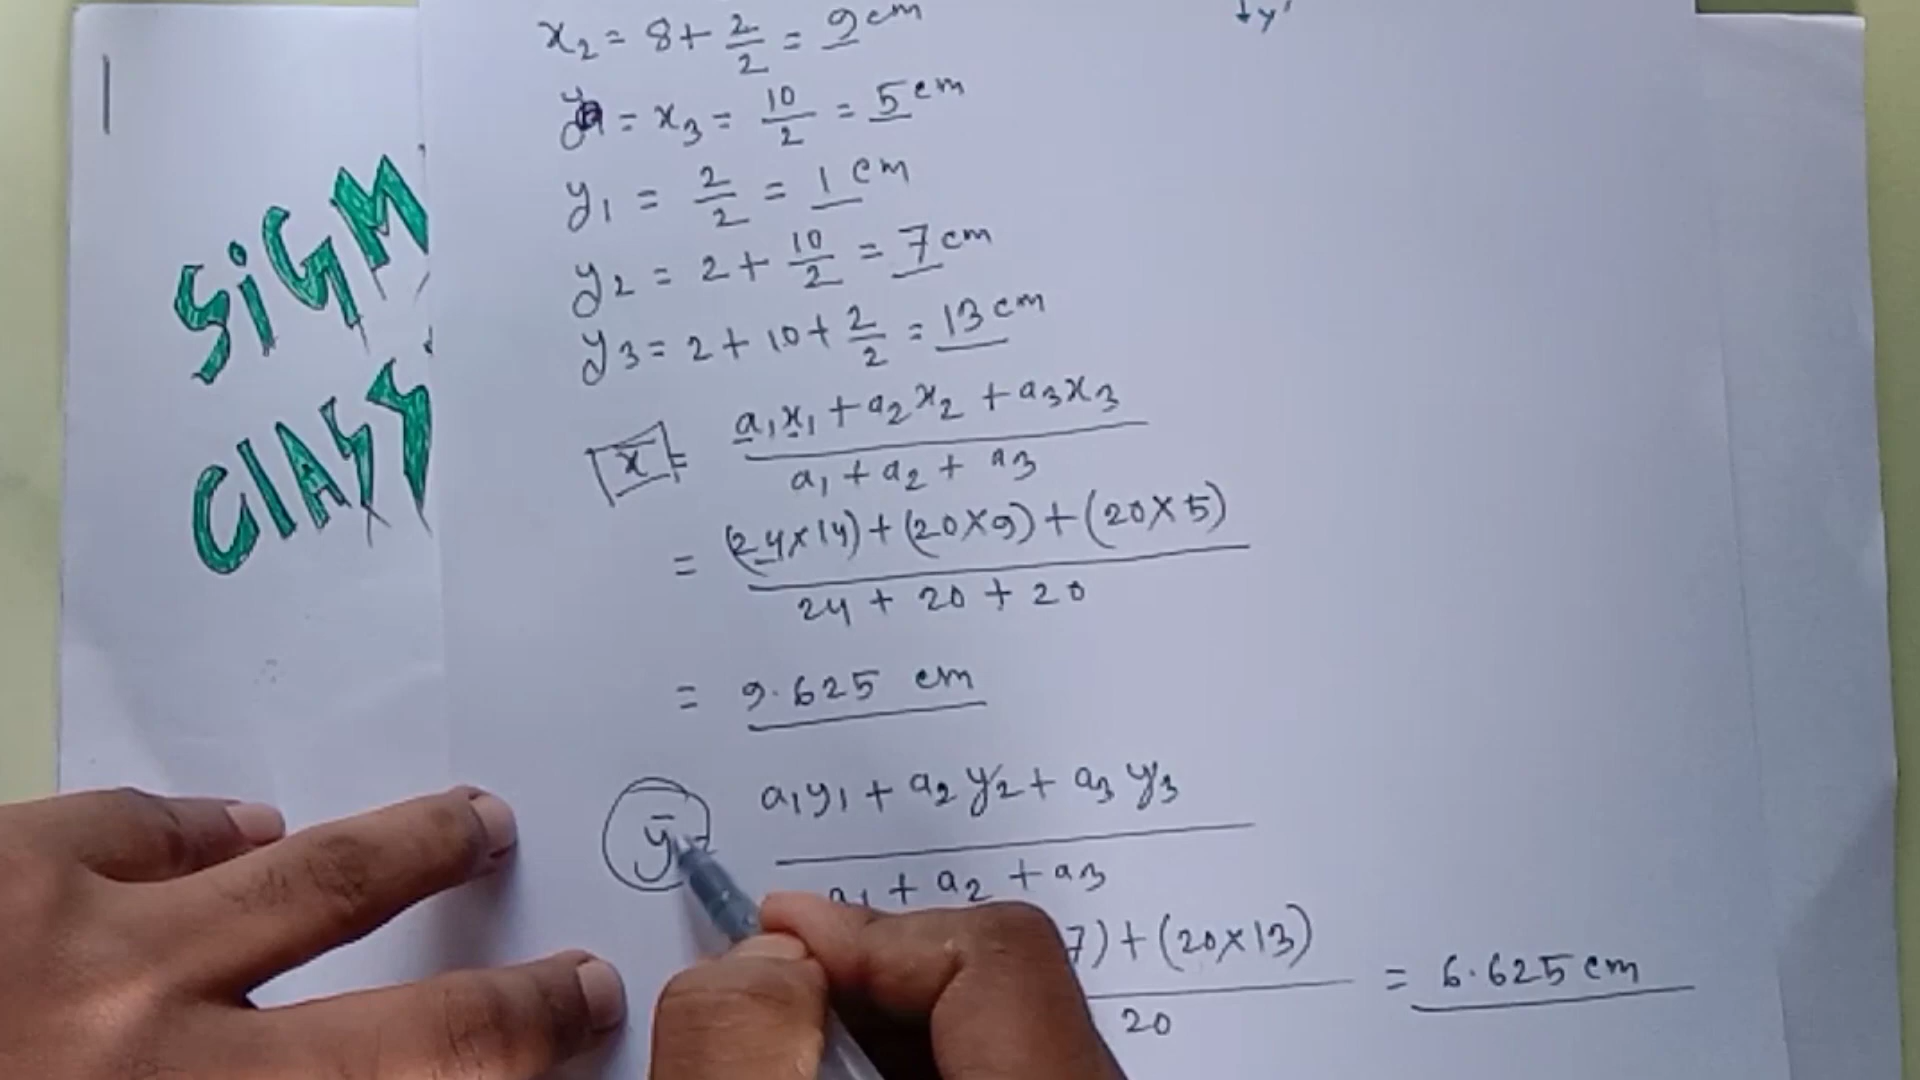 SIGM
CLASS
↓y'
x₂ = 8 + 2/2 = 9 cm
= x₃ = 10/2 = 5 cm
y₁ = 2/2 = 1 cm
y₂ = 2 + 10/2 = 7 cm
y₃ = 2 + 10 + 2/2 = 13 cm
x̄ = a₁x₁ + a₂x₂ + a₃x₃
a₁ + a₂ + a₃
= (24×14) + (20×9) + (20×5)
24 + 20 + 20
= 9.625 cm
ȳ = a₁y₁ + a₂y₂ + a₃y₃
a₁ + a₂ + a₃
7) + (20×13) = 6.625 cm
20